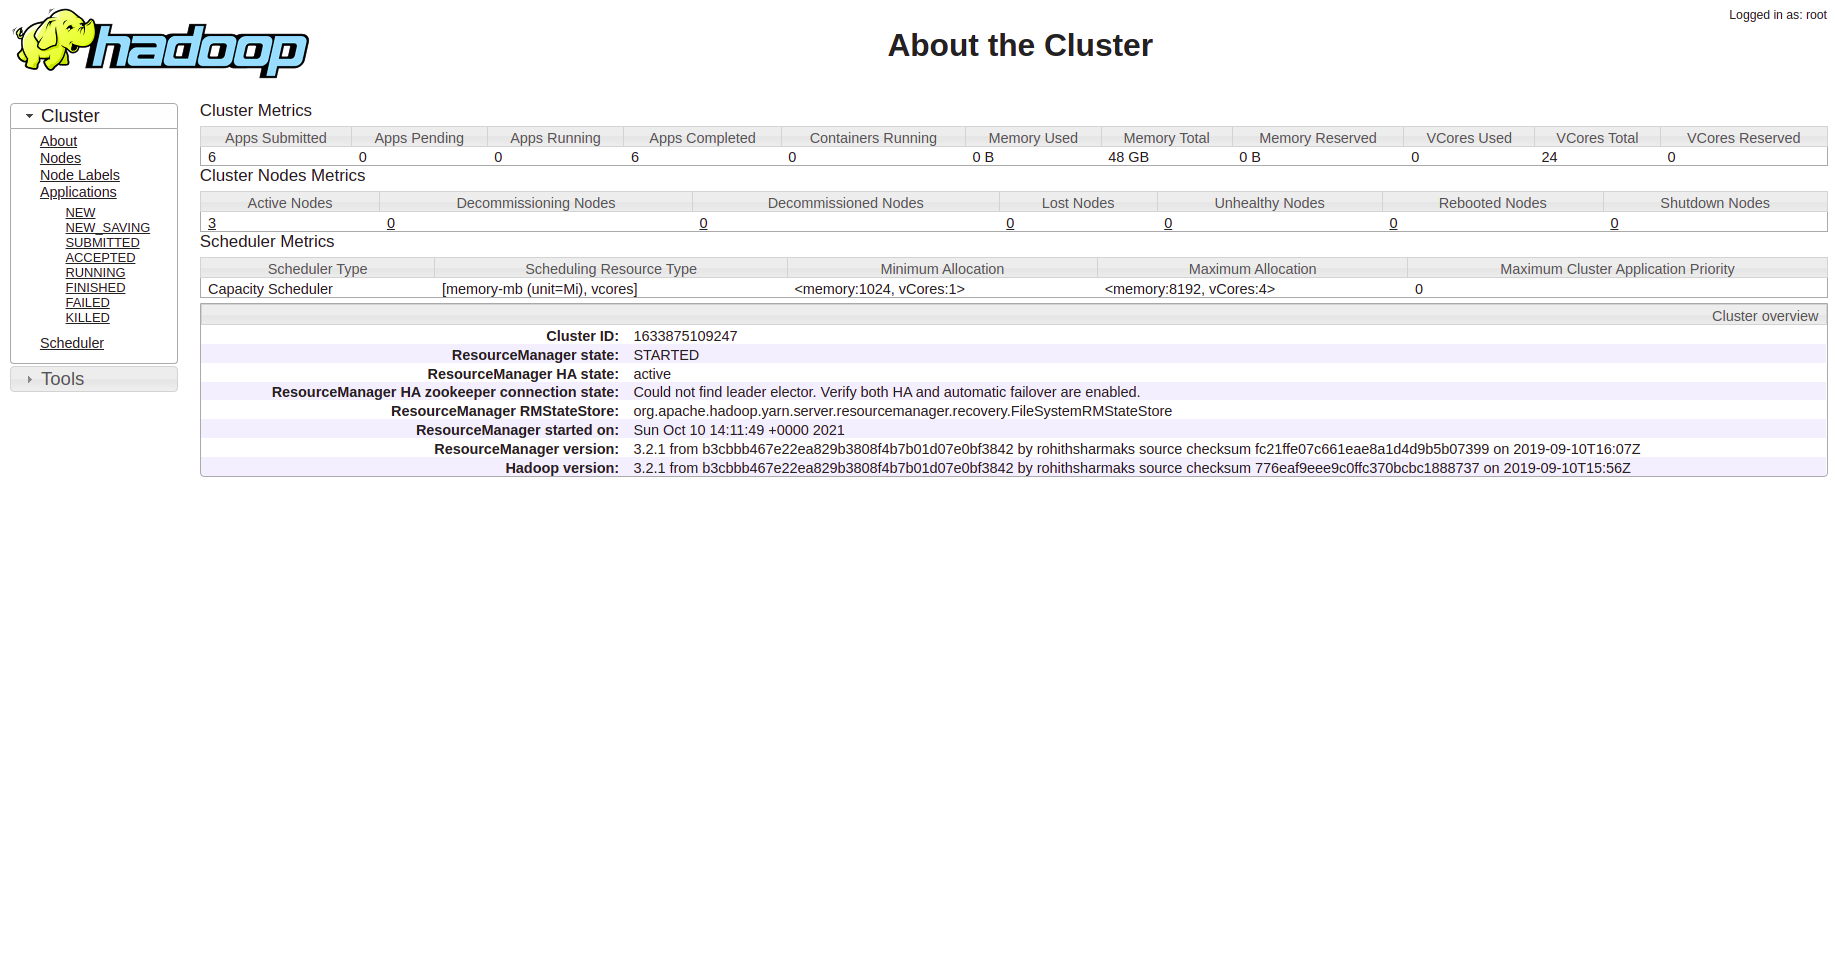 Logged in as: root
hadoop
About the Cluster
Cluster
About
Nodes
Node Labels
Applications
NEW
NEW_SAVING
SUBMITTED
ACCEPTED
RUNNING
FINISHED
FAILED
KILLED
Scheduler
Tools
Cluster Metrics
Apps Submitted Apps Pending Apps Running Apps Completed Containers Running Memory Used Memory Total Memory Reserved VCores Used VCores Total VCores Reserved
6 0 0 6 0 0 B 48 GB 0 B 0 24 0
Cluster Nodes Metrics
Active Nodes Decommissioning Nodes Decommissioned Nodes Lost Nodes Unhealthy Nodes Rebooted Nodes Shutdown Nodes
3 0 0 0 0 0 0
Scheduler Metrics
Scheduler Type Scheduling Resource Type Minimum Allocation Maximum Allocation Maximum Cluster Application Priority
Capacity Scheduler [memory-mb (unit=Mi), vcores] <memory:1024, vCores:1> <memory:8192, vCores:4> 0
Cluster overview
Cluster ID: 1633875109247
ResourceManager state: STARTED
ResourceManager HA state: active
ResourceManager HA zookeeper connection state: Could not find leader elector. Verify both HA and automatic failover are enabled.
ResourceManager RMStateStore: org.apache.hadoop.yarn.server.resourcemanager.recovery.FileSystemRMStateStore
ResourceManager started on: Sun Oct 10 14:11:49 +0000 2021
ResourceManager version: 3.2.1 from b3cbbb467e22ea829b3808f4b7b01d07e0bf3842 by rohithsharmaks source checksum fc21ffe07c661eae8a1d4d9b5b07399 on 2019-09-10T16:07Z
Hadoop version: 3.2.1 from b3cbbb467e22ea829b3808f4b7b01d07e0bf3842 by rohithsharmaks source checksum 776eaf9eee9c0ffc370bcbc1888737 on 2019-09-10T15:56Z